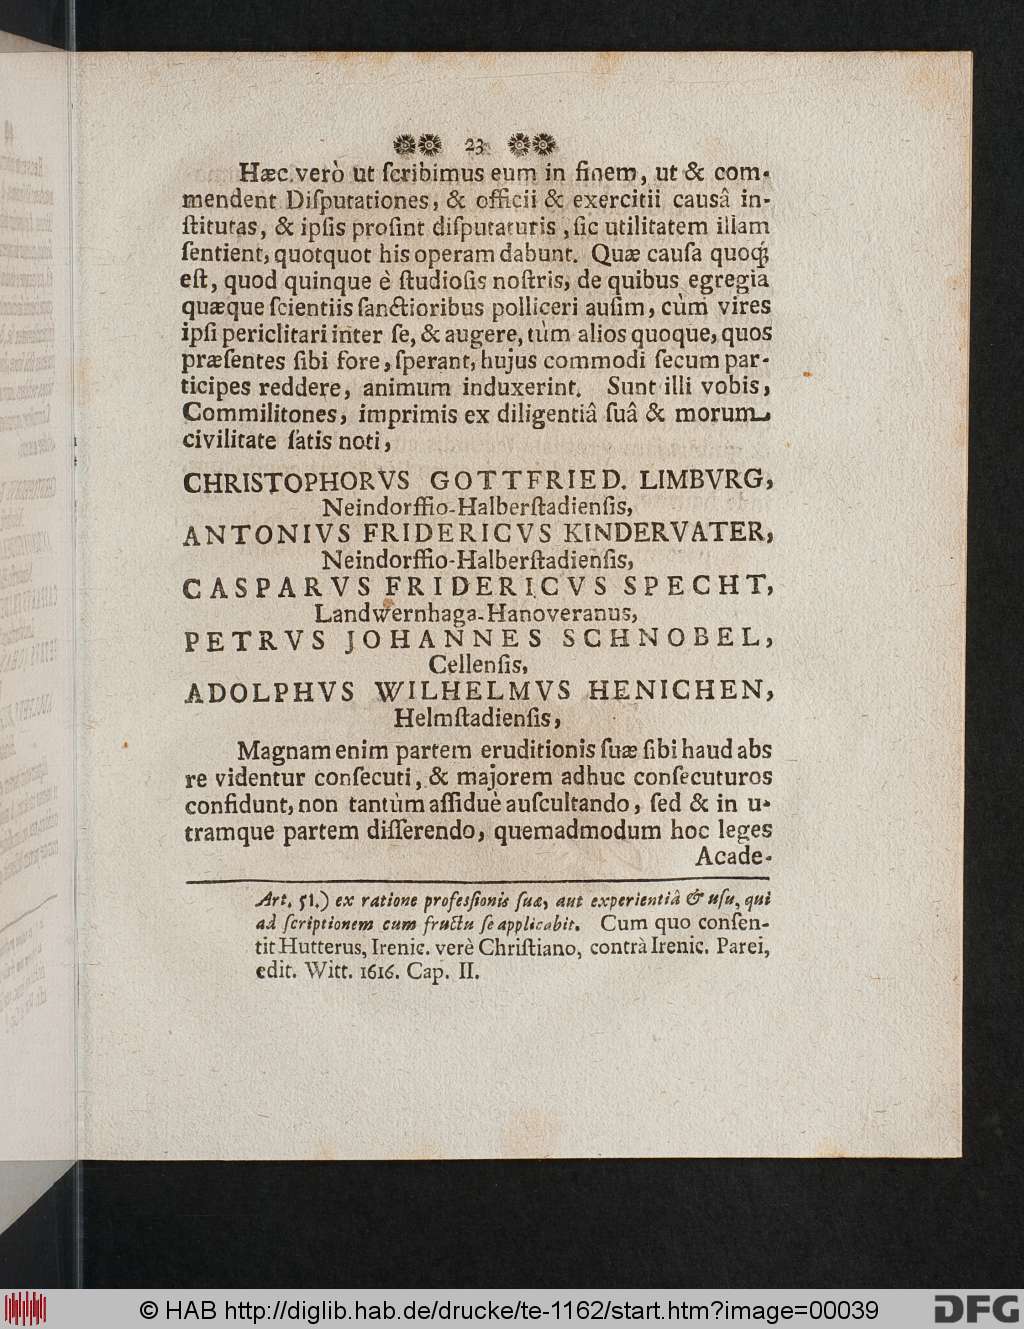 23
Hæc verò ut ſcribimus eum in finem, ut & com-
mendent Diſputationes, & officii & exercitii causâ in-
ſtitutas, & ipſis proſint diſputaturis, ſic utilitatem illam
ſentient, quotquot his operam dabunt. Quæ cauſa quoq́;
eſt, quod quinque è ſtudioſis noſtris, de quibus egregia
quæque ſcientiis ſanctioribus polliceri auſim, cùm vires
ipſi periclitari inter ſe, & augere, tùm alios quoque, quos
præſentes ſibi fore, ſperant, hujus commodi ſecum par-
ticipes reddere, animum induxerint. Sunt illi vobis,
Commilitones, imprimis ex diligentiâ ſuâ & morum
civilitate ſatis noti,
CHRISTOPHORVS GOTTFRIED. LIMBVRG,
Neindorffio-Halberſtadienſis,
ANTONIVS FRIDERICVS KINDERVATER,
Neindorffio-Halberſtadienſis,
CASPARVS FRIDERICVS SPECHT,
Landwernhaga-Hanoveranus,
PETRVS JOHANNES SCHNOBEL,
Cellenſis,
ADOLPHVS WILHELMVS HENICHEN,
Helmſtadienſis,
Magnam enim partem eruditionis ſuæ ſibi haud abs
re videntur conſecuti, & majorem adhuc conſecuturos
confidunt, non tantùm aſſiduè auſcultando, ſed & in u-
tramque partem diſſerendo, quemadmodum hoc leges
Acade-
Art. 51.) ex ratione profeſſionis ſuæ, aut experientiâ & uſu, qui
ad ſcriptionem cum fructu ſe applicabit. Cum quo conſen-
tit Hutterus, Irenic. verè Chriſtiano, contrà Irenic. Parei,
edit. Witt. 1616. Cap. II.
© HAB http://diglib.hab.de/drucke/te-1162/start.htm?image=00039
DFG